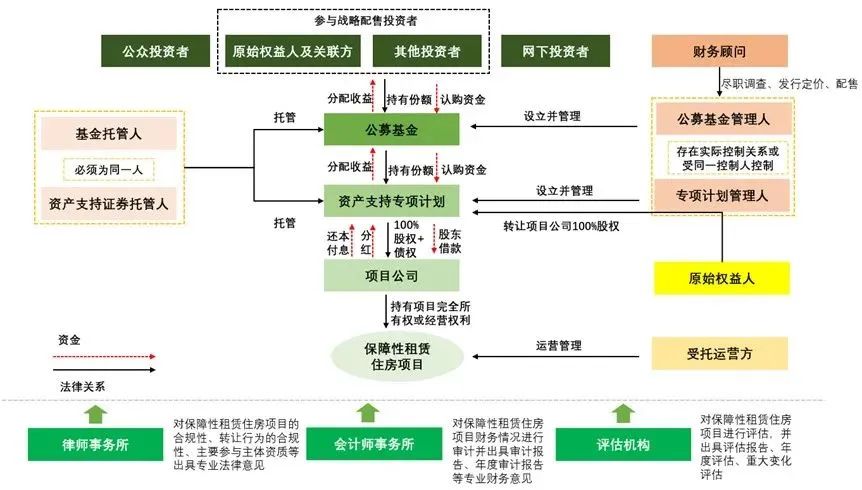 参与战略配售投资者
公众投资者
原始权益人及关联方
其他投资者
网下投资者
财务顾问
尽职调查、发行定价、配售
分配收益
持有份额
认购资金
托管
公募基金
设立并管理
公募基金管理人
基金托管人
必须为同一人
资产支持证券托管人
存在实际控制关系或
受同一控制人控制
分配收益
持有份额
认购资金
资产支持专项计划
设立并管理
专项计划管理人
托管
转让项目公司100%股权
还本
付息
分
红
100%
股权+
债权
股东
借款
项目公司
原始权益人
持有项目完全所
有权或经营权利
资金
法律关系
保障性租赁
住房项目
运营管理
受托运营方
律师事务所
对保障性租赁住房项目的
合规性、转让行为的合规
性、主要参与主体资质等
出具专业法律意见
会计师事务所
对保障性租赁住房
项目财务情况进行
审计并出具审计报
告、年度审计报告
等专业财务意见
评估机构
对保障性租赁住房
项目进行评估，并
出具评估报告、年
度评估、重大变化
评估